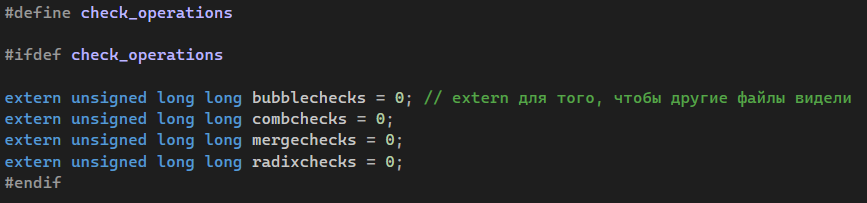 #define check_operations
#ifdef check_operations
extern unsigned long long bubblechecks = 0; // extern для того, чтобы другие файлы видели
extern unsigned long long combchecks = 0;
extern unsigned long long mergechecks = 0;
extern unsigned long long radixchecks = 0;
#endif